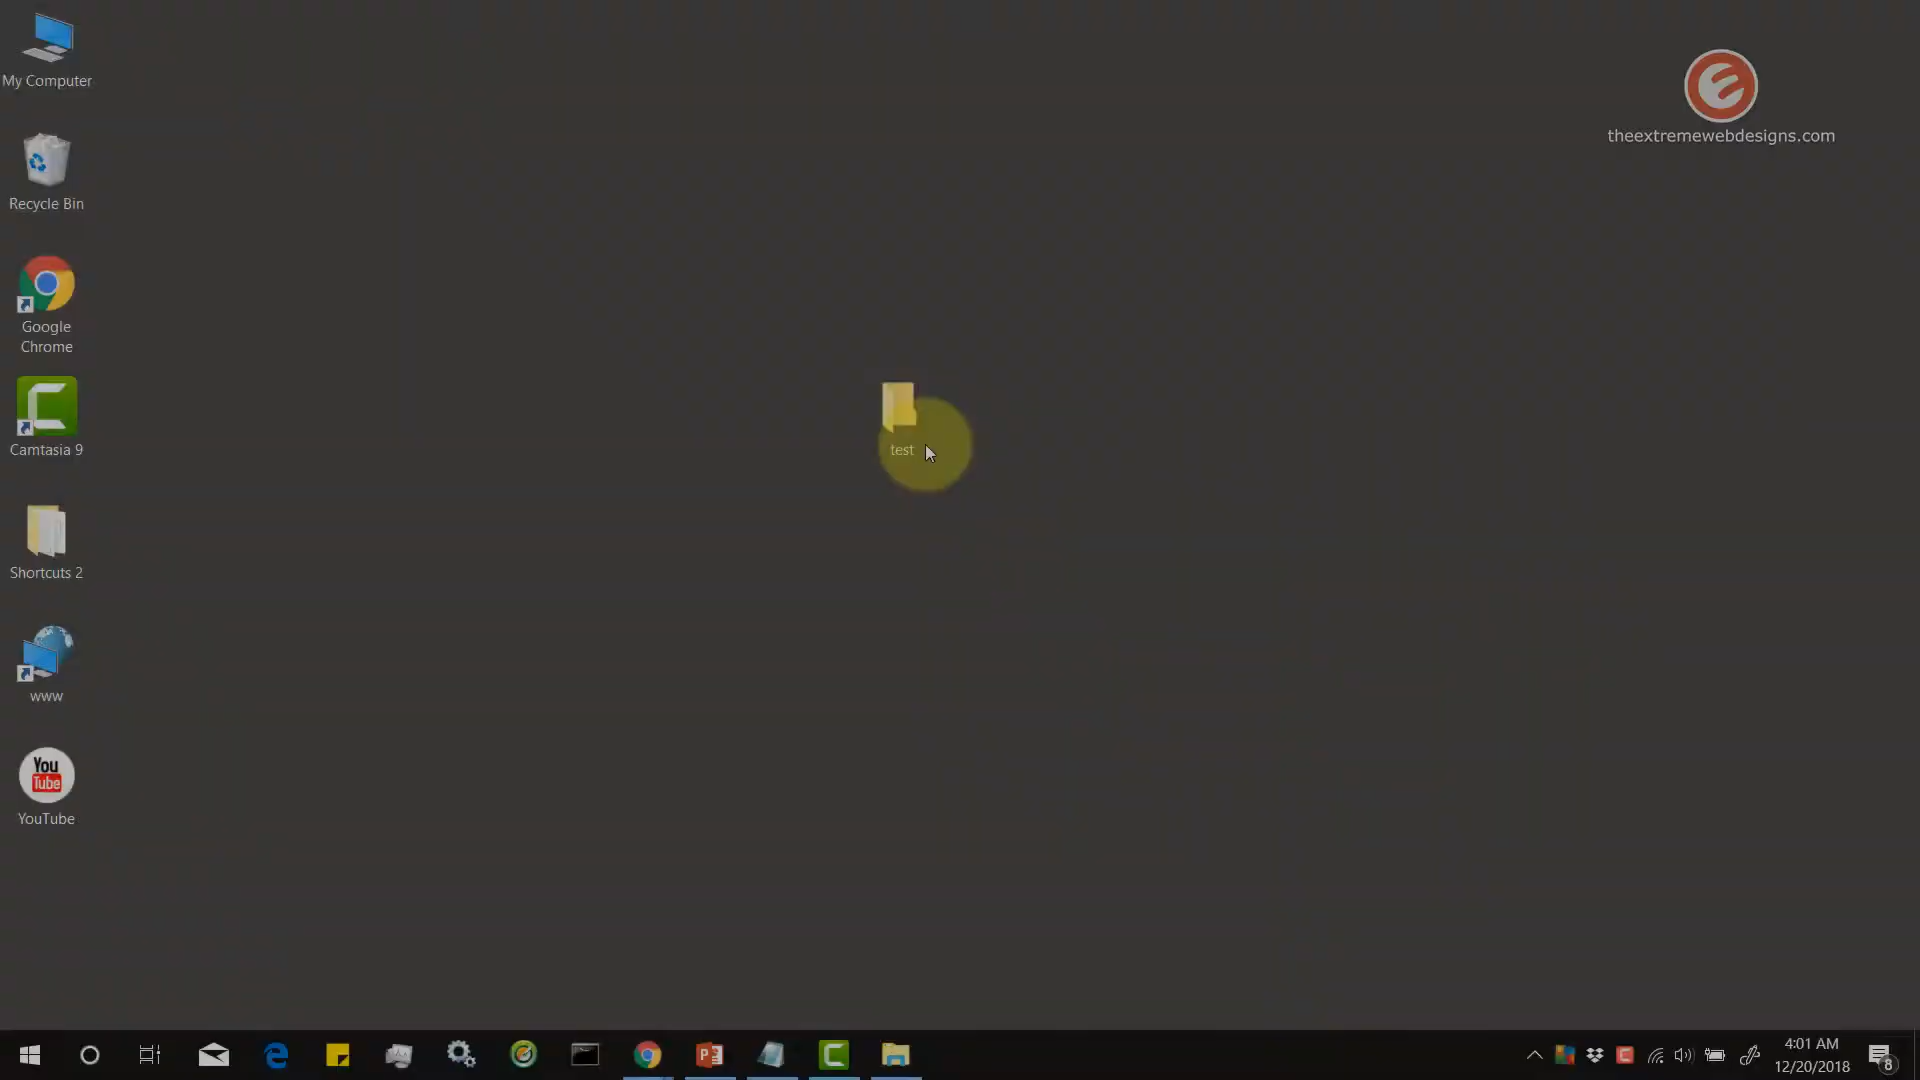 My Computer
theextremewebdesigns.com
Recycle Bin
Google
Chrome
Camtasia 9
test
Shortcuts 2
www
You
Tube
YouTube
4:01 AM
12/20/2018
8